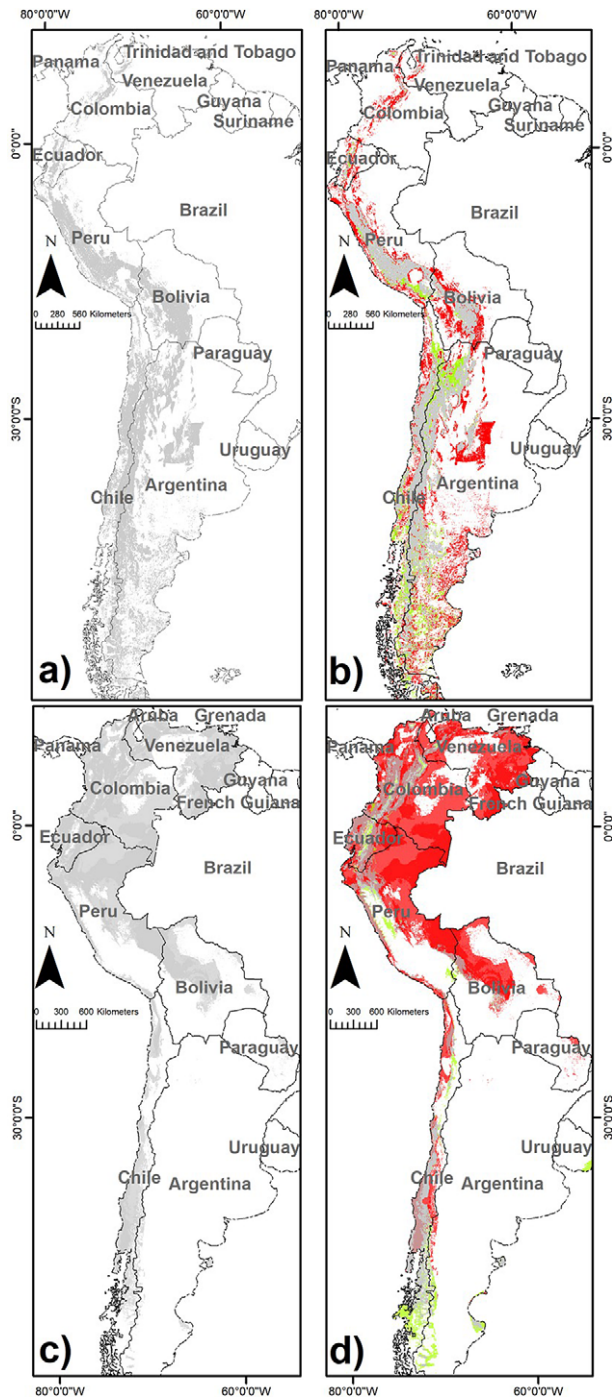 80°0'0"W 60°0'0"W 80°0'0"W 60°0'0"W
Panama Trinidad and Tobago Panama Trinidad and Tobago
Venezuela Venezuela
Colombia Guyana Colombia Guyana
Suriname Suriname
0°0'0" Ecuador Ecuador 0°0'0"
Brazil Brazil
N Peru N Peru
Bolivia Bolivia
0 280 560 Kilometers 0 280 560 Kilometers
Paraguay Paraguay
30°0'0"S 30°0'0"S
Uruguay Uruguay
Chile Argentina Chile Argentina
a) b)
Aruba Grenada Aruba Grenada
Panama Venezuela Panama Venezuela
Colombia Guyana Colombia Guyana
French Guiana French Guiana
0°0'0" Ecuador Ecuador 0°0'0"
Brazil Brazil
Peru Peru
N N
Bolivia Bolivia
0 300 600 Kilometers 0 300 600 Kilometers
Paraguay Paraguay
30°0'0"S 30°0'0"S
Uruguay Uruguay
Chile Argentina Chile Argentina
c) d)
80°0'0"W 60°0'0"W 80°0'0"W 60°0'0"W